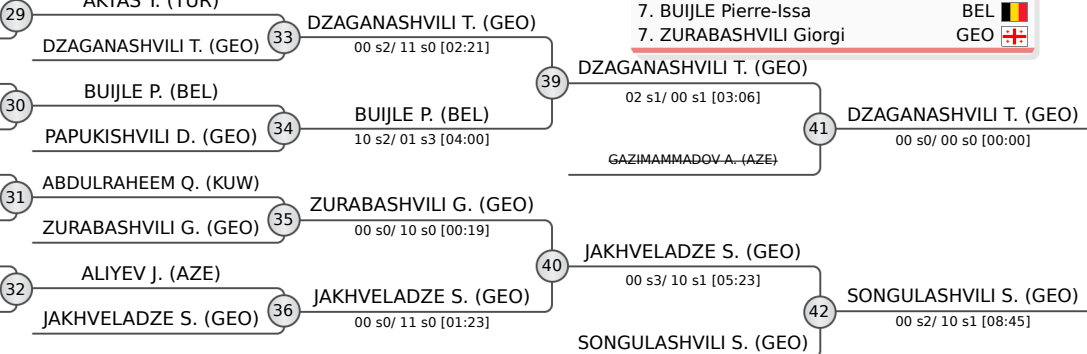 29
AKTAS T. (TUR)
DZAGANASHVILI T. (GEO)
33
DZAGANASHVILI T. (GEO)
00 s2/ 11 s0 [02:21]
7. BUIJLE Pierre-Issa BEL
7. ZURABASHVILI Giorgi GEO
30
BUIJLE P. (BEL)
PAPUKISHVILI D. (GEO)
34
BUIJLE P. (BEL)
10 s2/ 01 s3 [04:00]
39
DZAGANASHVILI T. (GEO)
02 s1/ 00 s1 [03:06]
GAZIMAMMADOV A. (AZE)
41
DZAGANASHVILI T. (GEO)
00 s0/ 00 s0 [00:00]
31
ABDULRAHEEM Q. (KUW)
ZURABASHVILI G. (GEO)
35
ZURABASHVILI G. (GEO)
00 s0/ 10 s0 [00:19]
32
ALIYEV J. (AZE)
JAKHVELADZE S. (GEO)
36
JAKHVELADZE S. (GEO)
00 s0/ 11 s0 [01:23]
40
JAKHVELADZE S. (GEO)
00 s3/ 10 s1 [05:23]
SONGULASHVILI S. (GEO)
42
SONGULASHVILI S. (GEO)
00 s2/ 10 s1 [08:45]